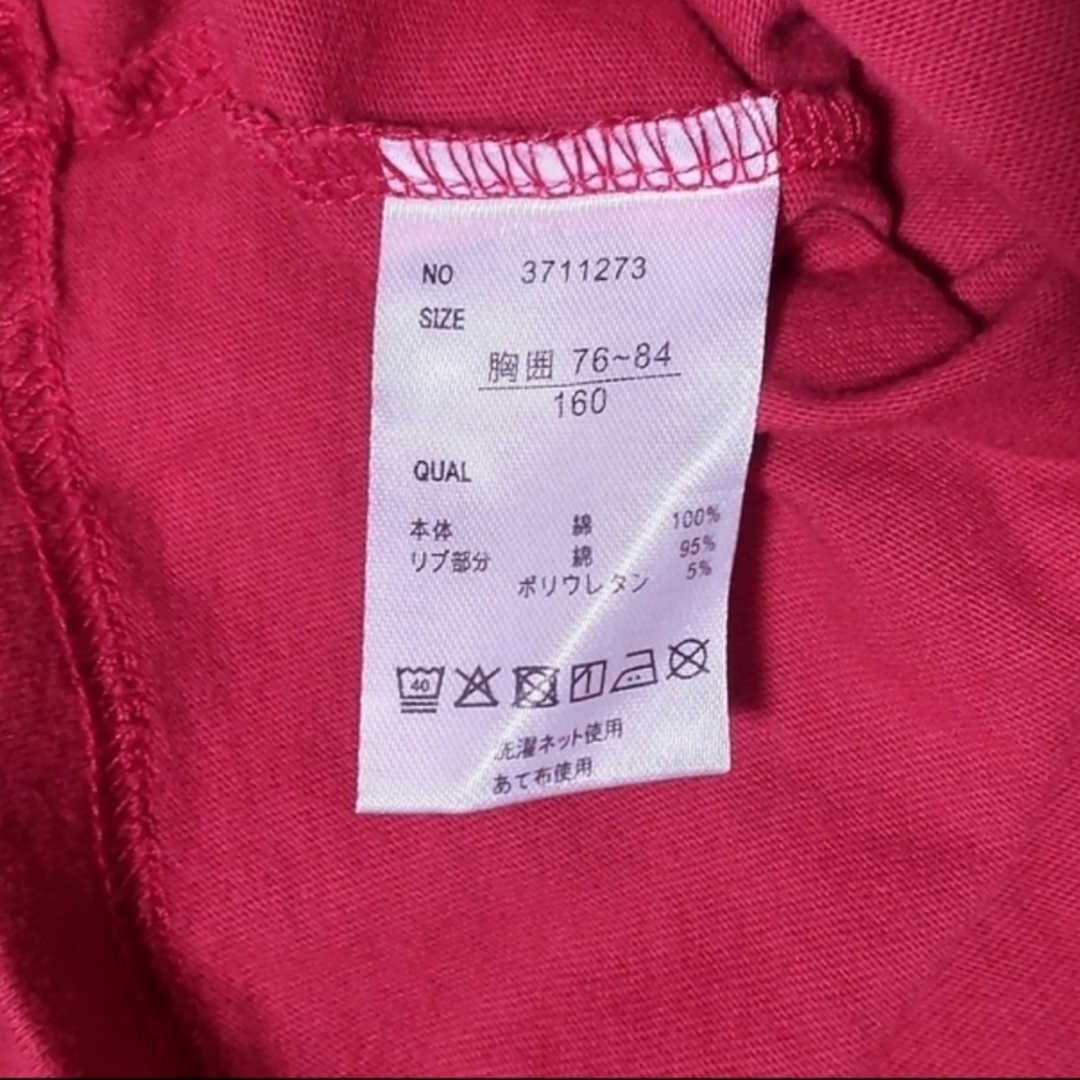 NO 3711273
SIZE
胸囲 76~84
160
QUAL
本体 綿 100%
リブ部分 綿 95%
ポリウレタン 5%
40
洗濯ネット使用
あて布使用